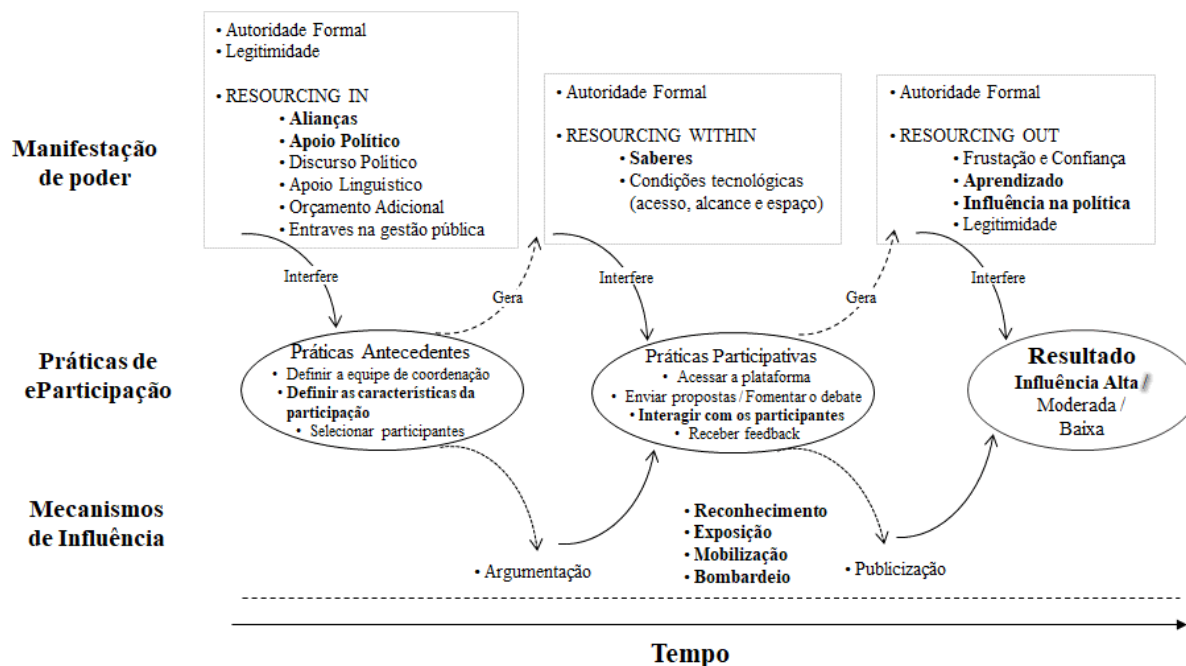 • Autoridade Formal
• Legitimidade
• RESOURCING IN
• Alianças
• Apoio Político
• Discurso Político
• Apoio Linguistico
• Orçamento Adicional
• Entraves na gestão pública
• Autoridade Formal
• RESOURCING WITHIN
• Saberes
• Condições tecnológicas
(acesso, alcance e espaço)
• Autoridade Formal
• RESOURCING OUT
• Frustação e Confiança
• Aprendizado
• Influência na política
• Legitimidade
Manifestação
de poder
Interfere
Gera
Interfere
Gera
Interfere
Práticas de
eParticipação
Práticas Antecedentes
• Definir a equipe de coordenação
• Definir as características da
participação
• Selecionar participantes
Práticas Participativas
• Acessar a plataforma
• Enviar propostas / Fomentar o debate
• Interagir com os participantes
• Receber feedback
Resultado
Influência Alta /
Moderada /
Baixa
Mecanismos
de Influência
• Argumentação
• Reconhecimento
• Exposição
• Mobilização
• Bombardeio
• Publicização
Tempo